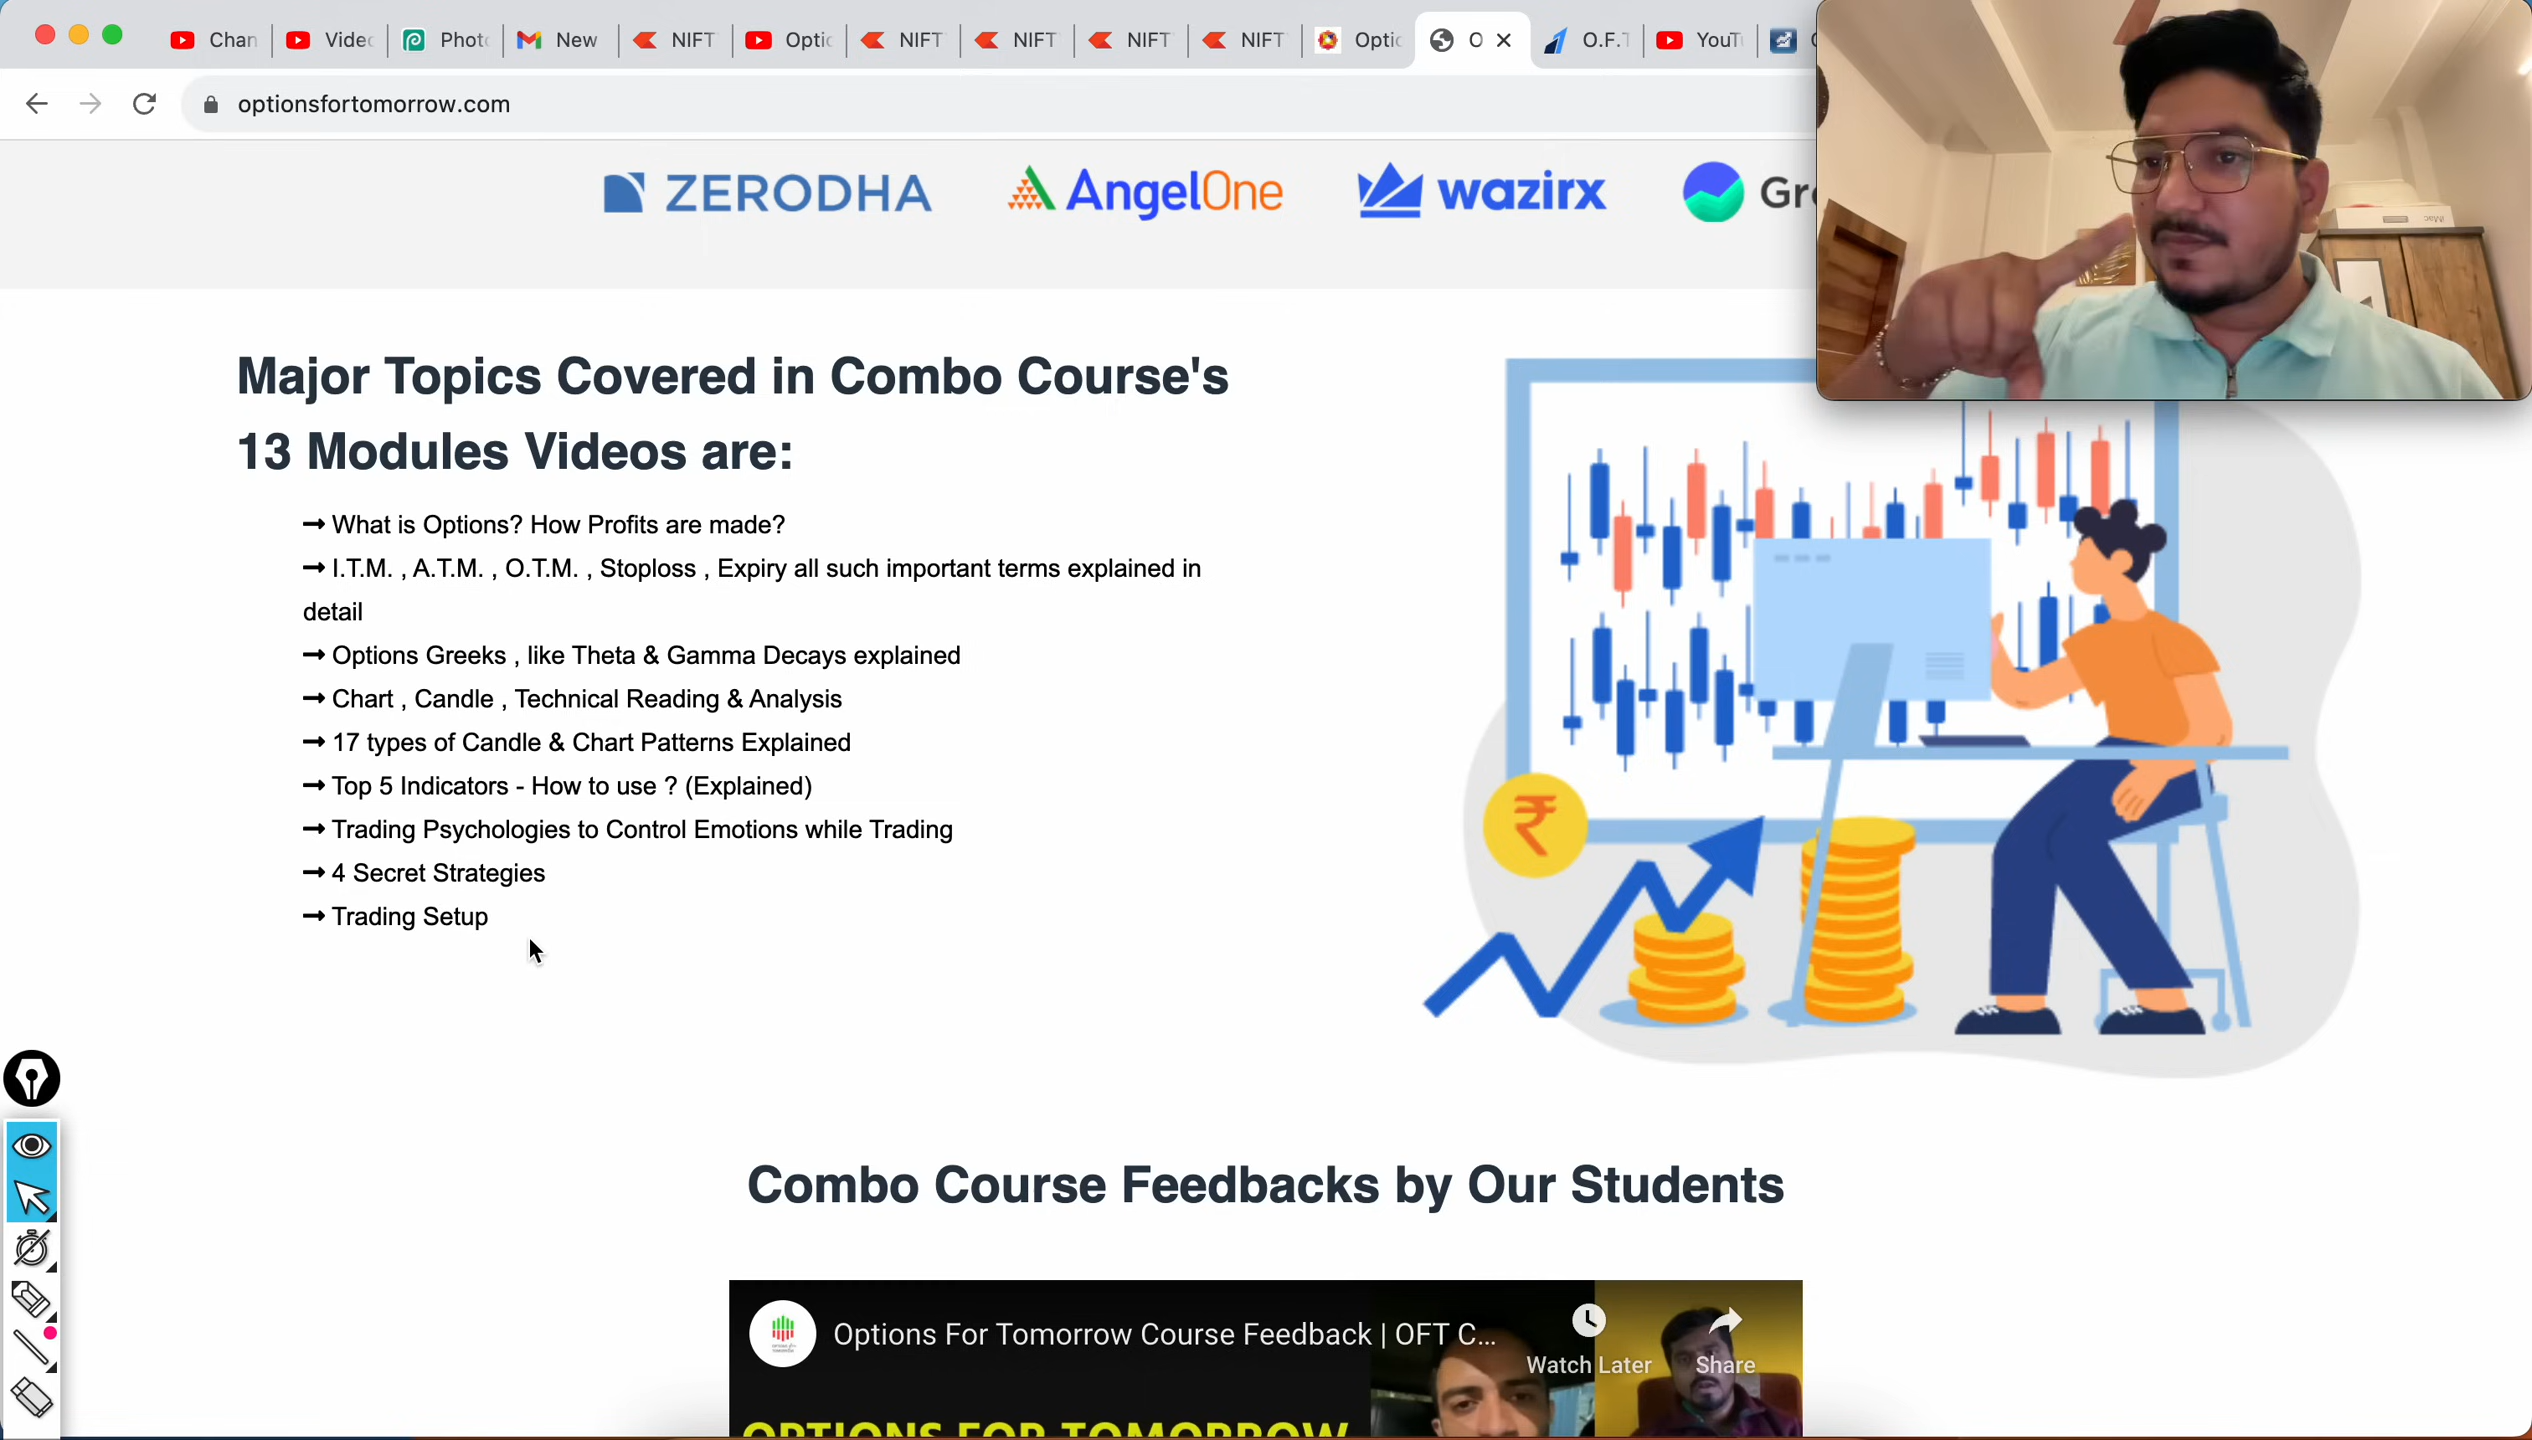 Chan
Vide
Phot
New
NIFT
Optic
NIFT
NIFT
NIFT
NIFT
Optic
O
O.F.T
YouT
optionsfortomorrow.com
ZERODHA
AngelOne
wazirx
Gr
Major Topics Covered in Combo Course's
13 Modules Videos are:
→ What is Options? How Profits are made?
→ I.T.M. , A.T.M. , O.T.M. , Stoploss , Expiry all such important terms explained in
detail
→ Options Greeks , like Theta & Gamma Decays explained
→ Chart , Candle , Technical Reading & Analysis
→ 17 types of Candle & Chart Patterns Explained
→ Top 5 Indicators - How to use ? (Explained)
→ Trading Psychologies to Control Emotions while Trading
→ 4 Secret Strategies
→ Trading Setup
₹
Combo Course Feedbacks by Our Students
Options For Tomorrow Course Feedback | OFT C...
Watch Later
Share
OPTIONS FOR TOMORROW